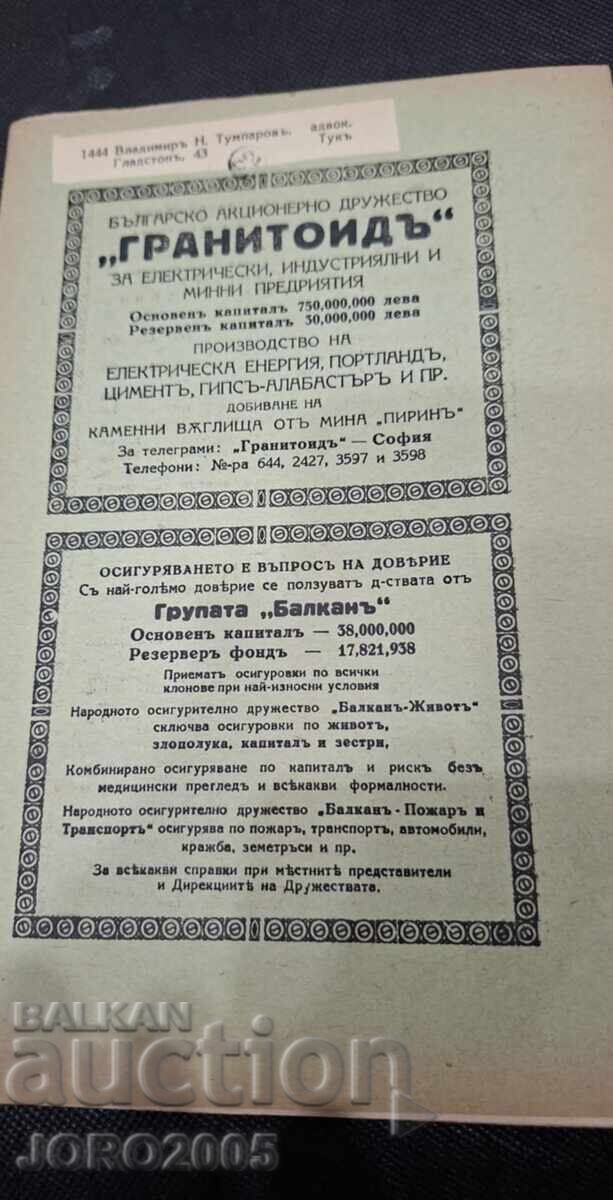 1444 Владимиръ Н. Тумпаровъ, адвок.
Гладстонъ, 43 Тукъ
БЪЛГАРСКО АКЦИОНЕРНО ДРУЖЕСТВО
„ГРАНИТОИДЪ“
ЗА ЕЛЕКТРИЧЕСКИ, ИНДУСТРИЯЛНИ И
МИННИ ПРЕДПРИЯТИЯ
Основенъ капиталъ 750,000,000 лева
Резервенъ капиталъ 30,000,000 лева
ПРОИЗВОДСТВО НА
ЕЛЕКТРИЧЕСКА ЕНЕРГИЯ, ПОРТЛАНДЪ,
ЦИМЕНТЪ, ГИПСЪ-АЛАБАСТЪРЪ И ПР.
ДОБИВАНЕ НА
КАМЕННИ ВѪГЛИЩА ОТЪ МИНА „ПИРИНЪ“
За телеграми: „Гранитоидъ“ — София
Телефони: №-ра 644, 2427, 3597 и 3598
ОСИГУРЯВАНЕТО Е ВЪПРОСЪ НА ДОВѢРИЕ
Съ най-голѣмо довѣрие се ползуватъ д-ствата отъ
Групата „Балканъ“
Основенъ капиталъ — 38,000,000
Резерверъ фондъ — 17,821,938
Приематъ осигуровки по всички
клонове при най-износни условия
Народното осигурително дружество „Балканъ-Животъ“
сключва осигуровки по животъ,
злополука, капиталъ и зестри,
Комбинирано осигуряване по капиталъ и рискъ безъ
медицински прегледъ и всѣкакви формалности.
Народното осигурително дружество „Балканъ - Пожаръ и
Транспортъ“ осигурява по пожаръ, транспортъ, автомобили,
кражба, земетръси и пр.
За всѣкакви справки при мѣстнитѣ представители
и Дирекциитѣ на Дружествата.
BALKAN
auction
JORO2005